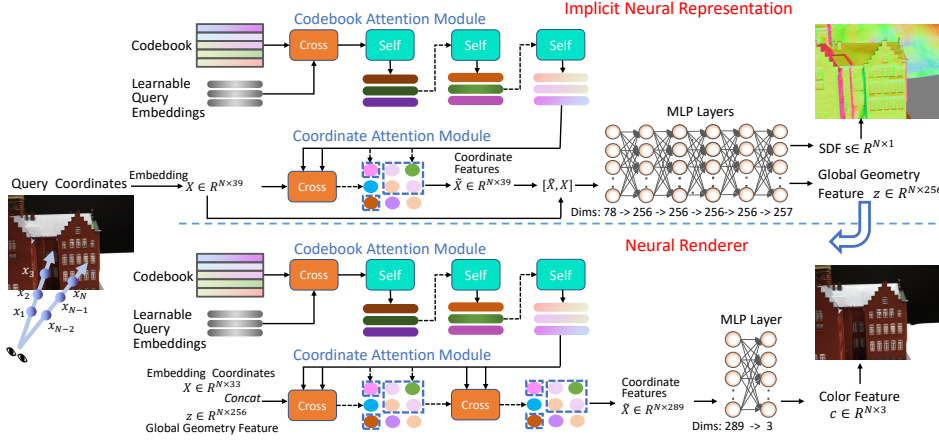 Implicit Neural Representation
Codebook Attention Module
Codebook
Cross
Self
Self
Self
Learnable
Query
Embeddings
Coordinate Attention Module
MLP Layers
Query Coordinates
Embedding
X ∈ R^{N×39}
Cross
Coordinate
Features
X̂ ∈ R^{N×39}
[X̂, X]
SDF s∈ R^{N×1}
Global Geometry
Feature z ∈ R^{N×256}
Dims: 78 -> 256 -> 256 -> 256-> 256 -> 257
Neural Renderer
Codebook Attention Module
Codebook
Cross
Self
Self
Self
x_3
x_2
x_1
x_N
x_{N−1}
x_{N−2}
Learnable
Query
Embeddings
Coordinate Attention Module
MLP Layer
Embedding Coordinates
X ∈ R^{N×33}
Concat
z ∈ R^{N×256}
Global Geometry Feature
Cross
Cross
Coordinate
Features
X̂ ∈ R^{N×289}
Dims: 289 -> 3
Color Feature
c ∈ R^{N×3}